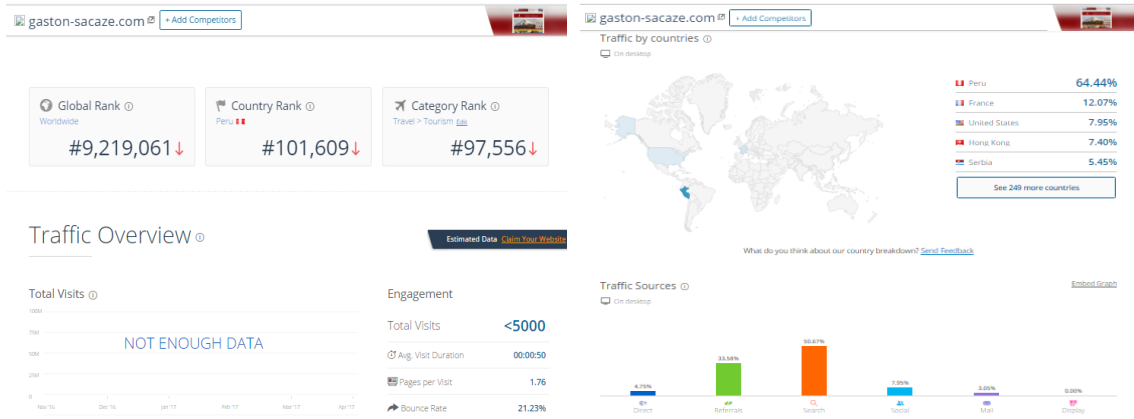 gaston-sacaze.com + Add Competitors
Global Rank
Worldwide
#9,219,061↓
Country Rank
Peru
#101,609↓
Category Rank
Travel > Tourism Edit
#97,556↓
Traffic Overview
Estimated Data Claim Your Website
Total Visits
100M
75M
50M
25M
0
NOT ENOUGH DATA
Nov '16 Dec '16 Jan '17 Feb '17 Mar '17 Apr '17
Engagement
Total Visits <5000
Avg. Visit Duration 00:00:50
Pages per Visit 1.76
Bounce Rate 21.23%
gaston-sacaze.com + Add Competitors
Traffic by countries
On desktop
Peru 64.44%
France 12.07%
United States 7.95%
Hong Kong 7.40%
Serbia 5.45%
See 249 more countries
What do you think about our country breakdown? Send Feedback
Traffic Sources
Embed Graph
On desktop
4.75% 33.58% 50.67% 7.95% 3.05% 0.00%
Direct Referrals Search Social Mail Display